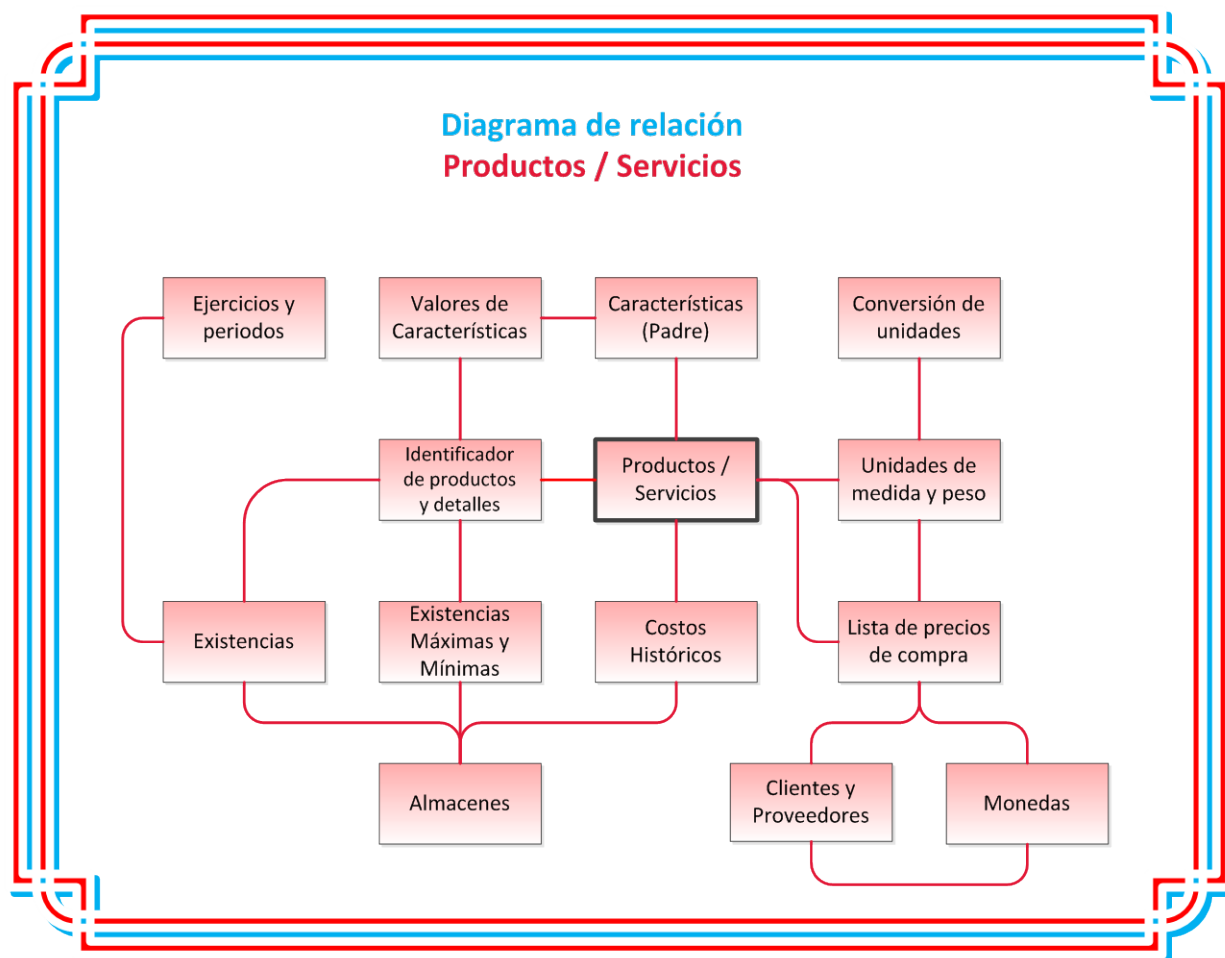 Diagrama de relación
Productos / Servicios
Ejercicios y
periodos
Valores de
Características
Características
(Padre)
Conversión de
unidades
Identificador
de productos
y detalles
Productos /
Servicios
Unidades de
medida y peso
Existencias
Existencias
Máximas y
Mínimas
Costos
Históricos
Lista de precios
de compra
Almacenes
Clientes y
Proveedores
Monedas